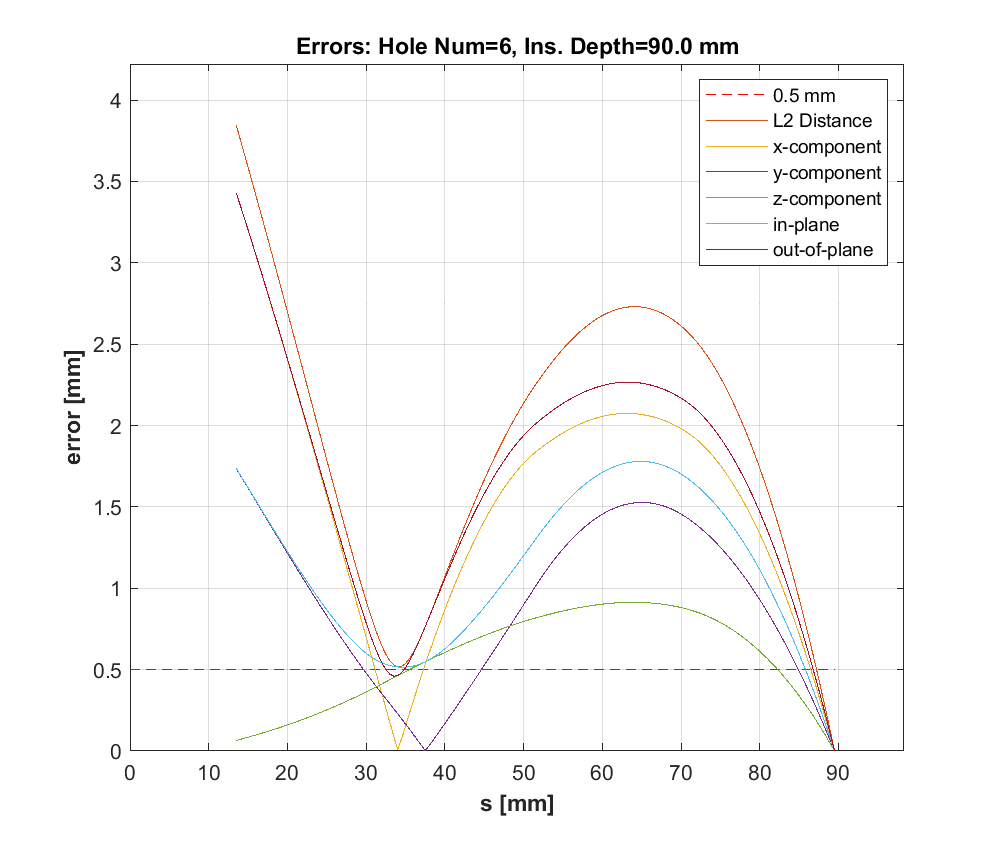 Errors: Hole Num=6, Ins. Depth=90.0 mm
0.5 mm
L2 Distance
x-component
y-component
z-component
in-plane
out-of-plane
4
3.5
3
2.5
2
1.5
1
0.5
0
error [mm]
0 10 20 30 40 50 60 70 80 90
s [mm]